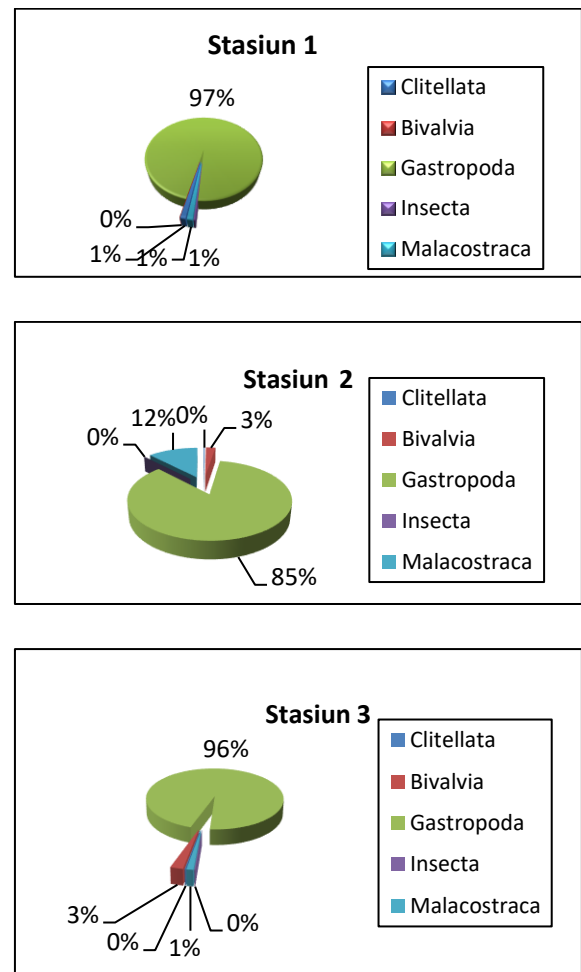 Stasiun 1
97%
0%
1%
1%
1%
Clitellata
Bivalvia
Gastropoda
Insecta
Malacostraca
Stasiun 2
12%
0%
3%
0%
85%
Clitellata
Bivalvia
Gastropoda
Insecta
Malacostraca
Stasiun 3
96%
3%
0%
1%
0%
Clitellata
Bivalvia
Gastropoda
Insecta
Malacostraca